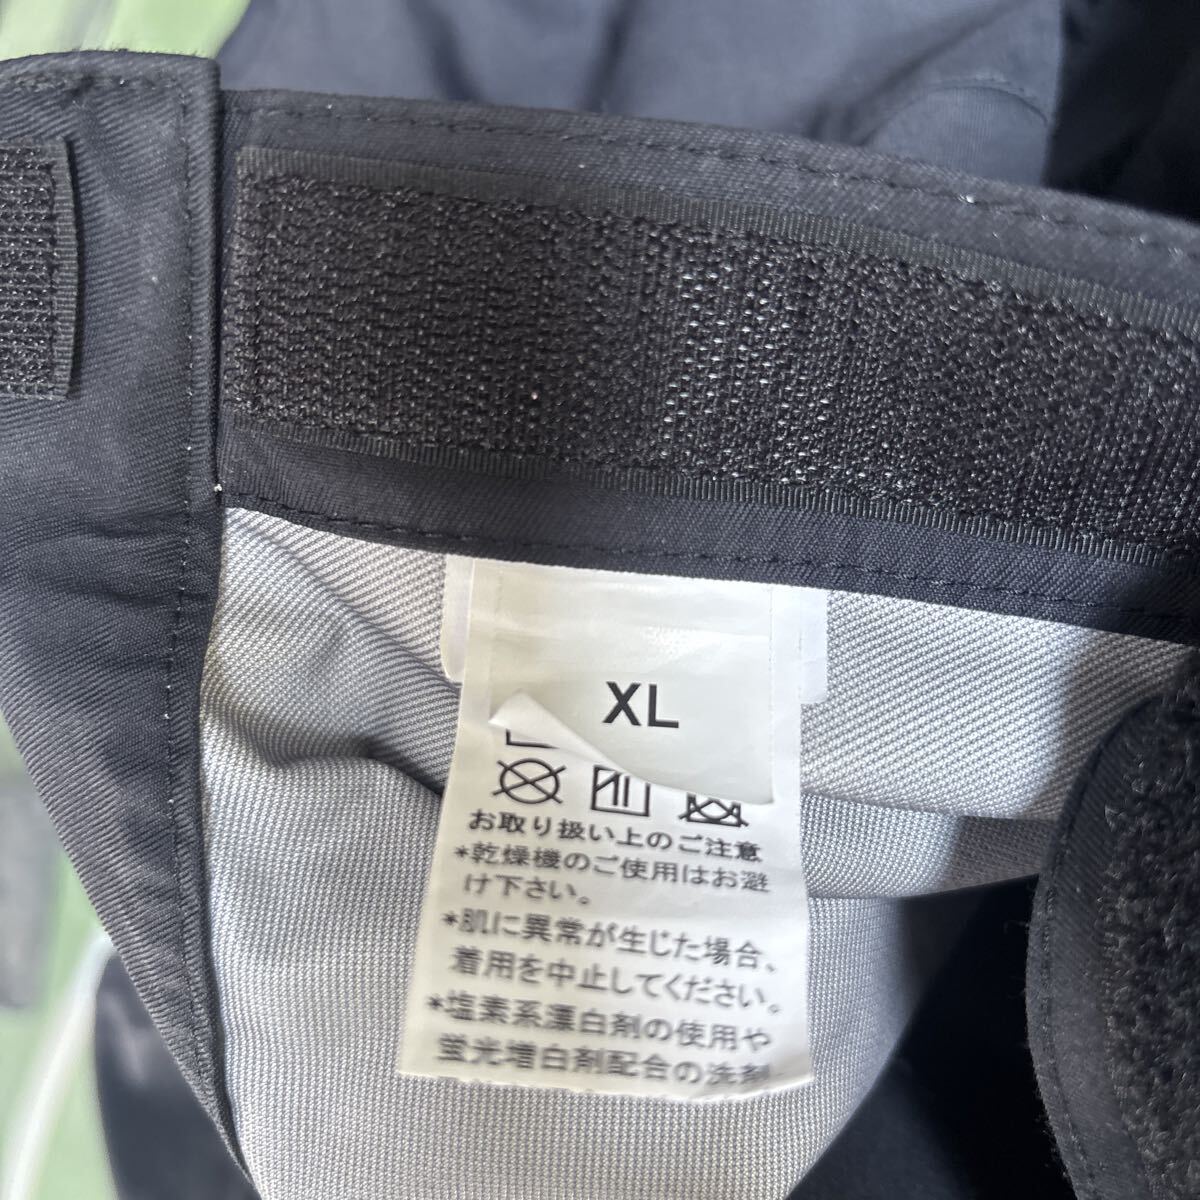 XL
お取り扱い上のご注意
*乾燥機のご使用はお避
け下さい。
*肌に異常が生じた場合、
着用を中止してください。
*塩素系漂白剤の使用や
蛍光増白剤配合の洗剤